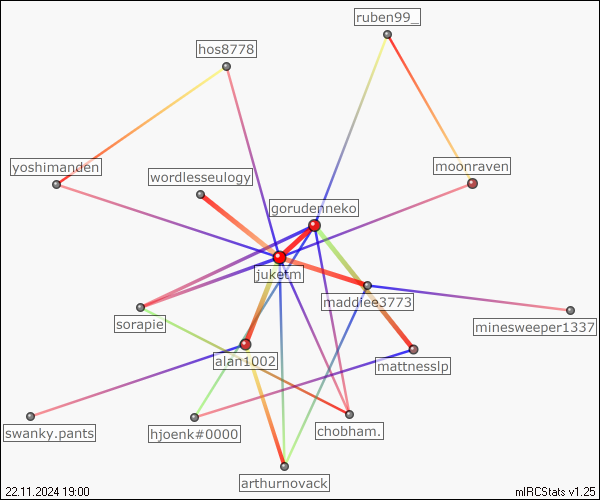 ruben99_
hos8778
yoshimanden
moonraven
wordlesseulogy
gorudenneko
juketm
maddiee3773
sorapie
minesweeper1337
alan1002
mattnesslp
swanky.pants
hjoenk#0000
chobham.
arthurnovack
22.11.2024 19:00
mIRCStats v1.25